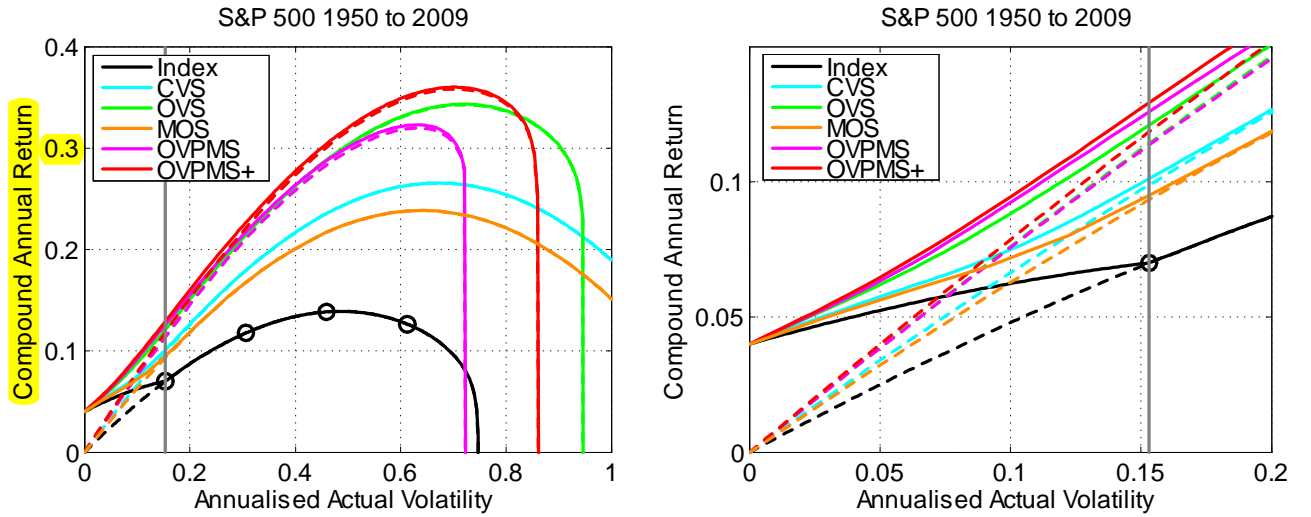 S&P 500 1950 to 2009
0.4
0.3
0.2
0.1
0
Compound Annual Return
Index
CVS
OVS
MOS
OVPMS
OVPMS+
0 0.2 0.4 0.6 0.8 1
Annualised Actual Volatility
S&P 500 1950 to 2009
0.1
0.05
0
Compound Annual Return
Index
CVS
OVS
MOS
OVPMS
OVPMS+
0 0.05 0.1 0.15 0.2
Annualised Actual Volatility